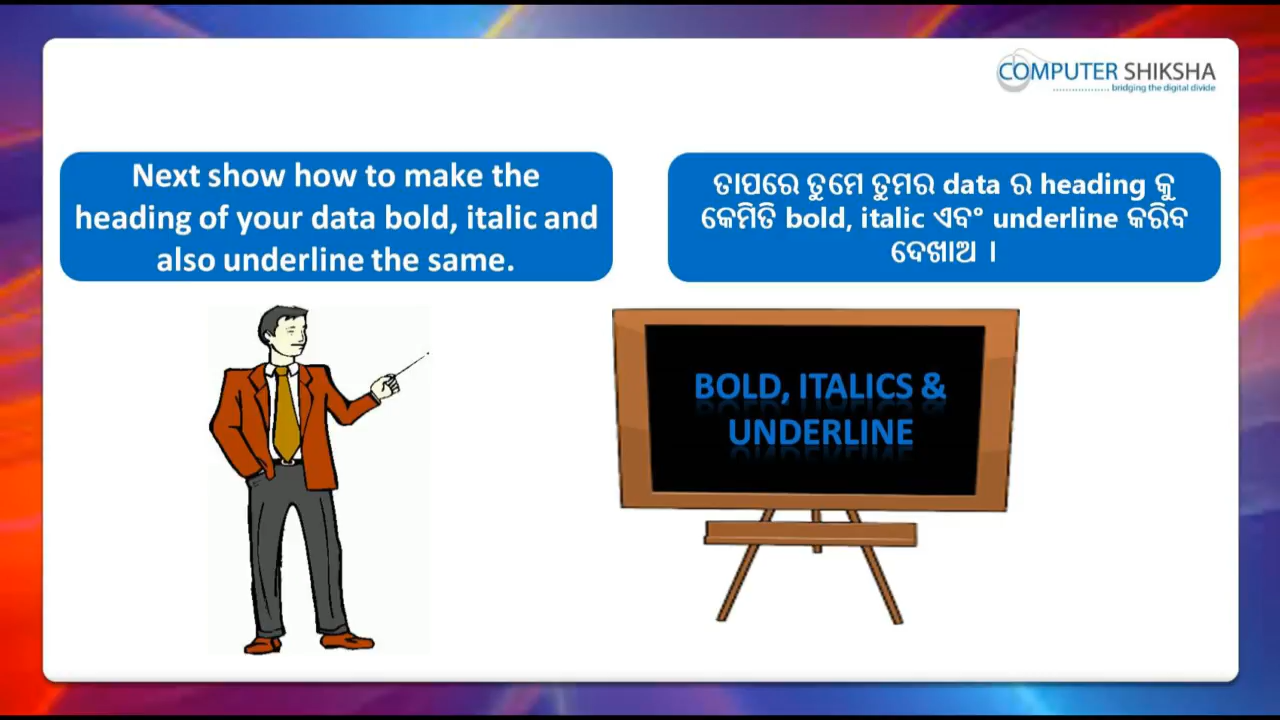 COMPUTER SHIKSHA
bridging the digital divide
Next show how to make the
heading of your data bold, italic and
also underline the same.
ତାପରେ ତୁମେ ତୁମର data ର heading କୁ
କେମିତି bold, italic ଏବଂ underline କରିବ
ଦେଖାଅ ।
BOLD, ITALICS &
UNDERLINE